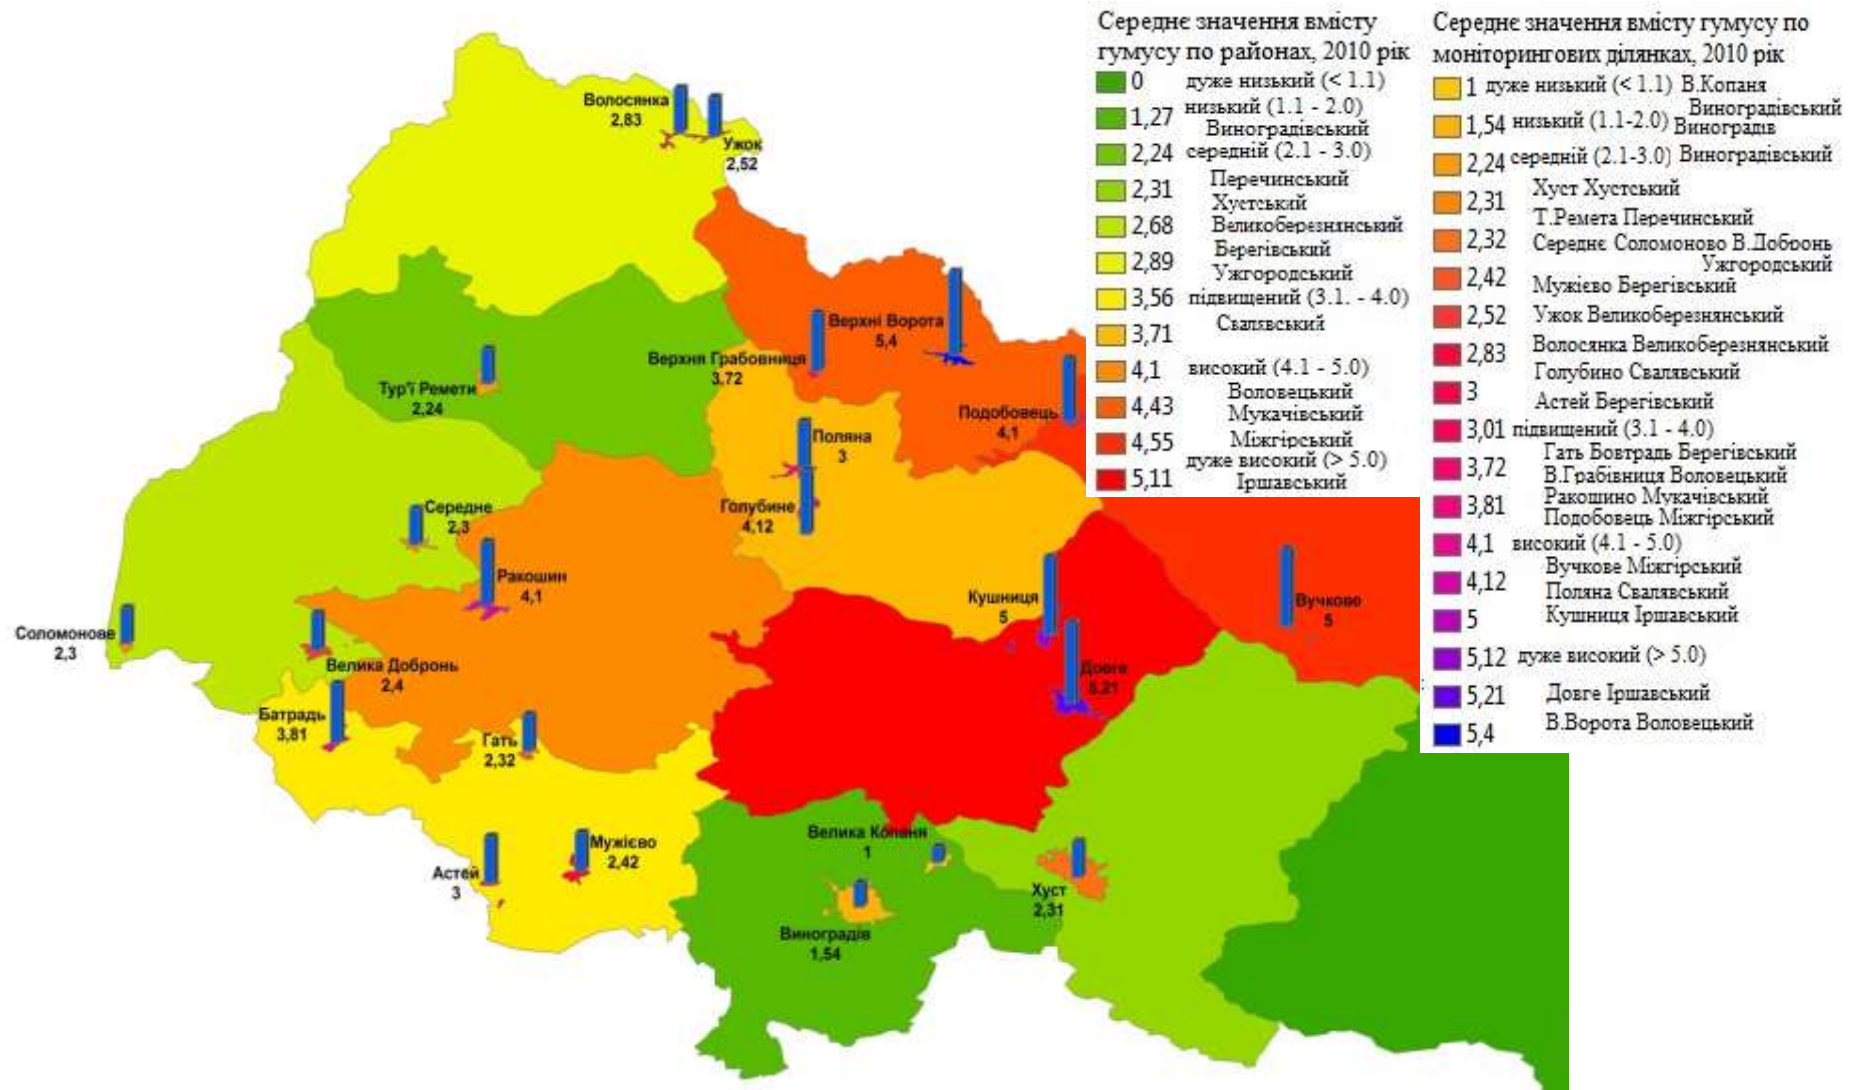 Середнє значення вмісту
гумусу по районах, 2010 рік
0 дуже низький (< 1.1)
1,27 низький (1.1 - 2.0)
Виноградівський
2,24 середній (2.1 - 3.0)
Перечинський
2,31
Хустський
2,68 Великоберезнянський
Берегівський
2,89
Ужгородський
3,56 підвищений (3.1. - 4.0)
Свалявський
3,71
4,1 високий (4.1 - 5.0)
Воловецький
4,43
Мукачівський
4,55 Міжгірський
дуже високий (> 5.0)
5,11 Іршавський
Середнє значення вмісту гумусу по
моніторингових ділянках, 2010 рік
1 дуже низький (< 1.1) В.Копаня
Виноградівський
1,54 низький (1.1-2.0) Виноградів
2,24 середній (2.1-3.0) Виноградівський
Хуст Хустський
2,31
Т.Ремета Перечинський
2,32 Середнє Соломоново В.Добронь
Ужгородський
2,42
Мужієво Берегівський
2,52 Ужок Великоберезнянський
2,83 Волосянка Великоберезнянський
Голубино Свалявський
3
Астей Берегівський
3,01 підвищений (3.1 - 4.0)
Гать Бовтрадь Берегівський
3,72
В.Грабівниця Воловецький
Ракошино Мукачівський
3,81
Подобовець Міжгірський
4,1 високий (4.1 - 5.0)
Вучкове Міжгірський
4,12
Поляна Свалявський
5 Кушниця Іршавський
5,12 дуже високий (> 5.0)
5,21 Довге Іршавський
В.Ворота Воловецький
5,4
Волосянка
2,83
Ужок
2,52
Верхні Ворота
5,4
Верхня Грабовниця
3,72
Тур'ї Ремети
2,24
Подобовець
4,1
Поляна
3
Середне
2,3
Голубине
4,12
Ракошин
4,1
Кушниця
5
Вучкове
5
Соломонове
2,3
Велика Добронь
2,4
Довге
5,21
Батрадь
3,81
Гать
2,32
Велика Копаня
1
Мужієво
2,42
Астей
3
Хуст
2,31
Виноградів
1,54